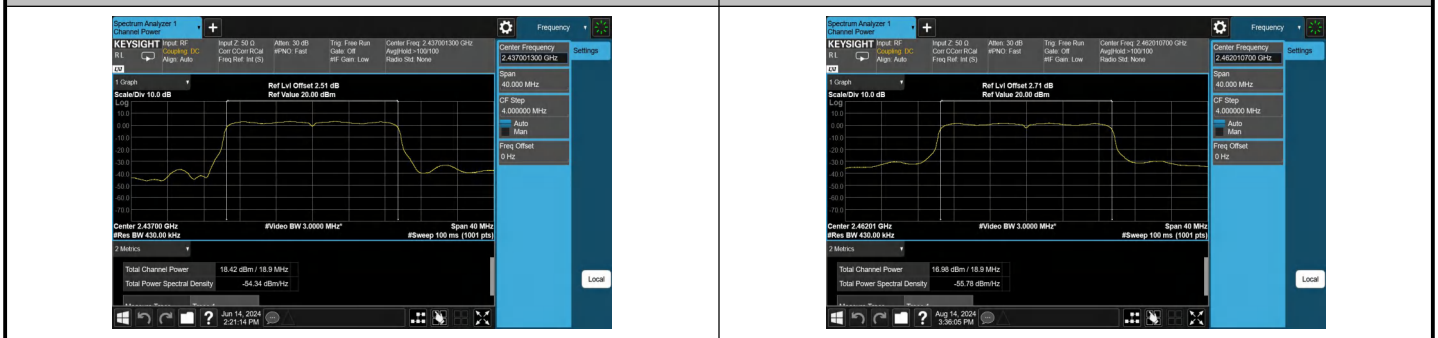 Spectrum Analyzer 1
Channel Power
Frequency
KEYSIGHT
R L
LXI
Input: RF
Coupling: DC
Align: Auto
Input Z: 50 Ω
Corr CCorr RCal
Freq Ref: Int (S)
Atten: 30 dB
#PNO: Fast
Trig: Free Run
Gate: Off
#IF Gain: Low
Center Freq: 2.437001300 GHz
Avg|Hold:>100/100
Radio Std: None
Center Frequency
2.437001300 GHz
Settings
Span
40.000 MHz
CF Step
4.000000 MHz
Auto
Man
Freq Offset
0 Hz
1 Graph
Scale/Div 10.0 dB
Ref Lvl Offset 2.51 dB
Ref Value 20.00 dBm
Log
10.0
0.00
-10.0
-20.0
-30.0
-40.0
-50.0
-60.0
-70.0
Center 2.43700 GHz
#Res BW 430.00 kHz
#Video BW 3.0000 MHz*
Span 40 MHz
#Sweep 100 ms (1001 pts)
2 Metrics
Total Channel Power 18.42 dBm / 18.9 MHz
Total Power Spectral Density -54.34 dBm/Hz
Local
Jun 14, 2024
2:21:14 PM
Spectrum Analyzer 1
Channel Power
Frequency
KEYSIGHT
R L
LXI
Input: RF
Coupling: DC
Align: Auto
Input Z: 50 Ω
Corr CCorr RCal
Freq Ref: Int (S)
Atten: 30 dB
#PNO: Fast
Trig: Free Run
Gate: Off
#IF Gain: Low
Center Freq: 2.462010700 GHz
Avg|Hold:>100/100
Radio Std: None
Center Frequency
2.462010700 GHz
Settings
Span
40.000 MHz
CF Step
4.000000 MHz
Auto
Man
Freq Offset
0 Hz
1 Graph
Scale/Div 10.0 dB
Ref Lvl Offset 2.71 dB
Ref Value 20.00 dBm
Log
10.0
0.00
-10.0
-20.0
-30.0
-40.0
-50.0
-60.0
-70.0
Center 2.46201 GHz
#Res BW 430.00 kHz
#Video BW 3.0000 MHz*
Span 40 MHz
#Sweep 100 ms (1001 pts)
2 Metrics
Total Channel Power 16.98 dBm / 18.9 MHz
Total Power Spectral Density -55.78 dBm/Hz
Local
Aug 14, 2024
3:36:05 PM